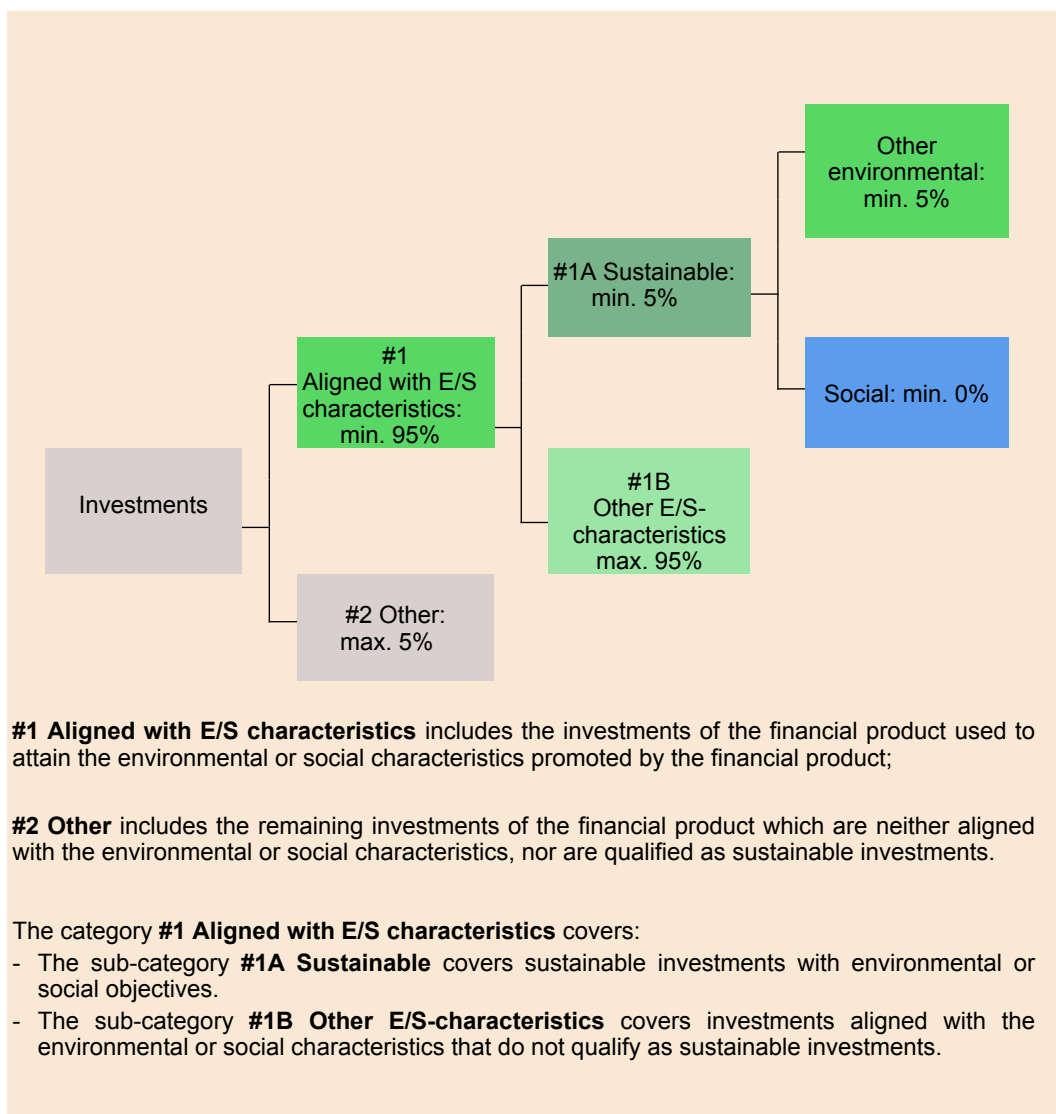 Other
environmental:
min. 5%
#1A Sustainable:
min. 5%
#1
Aligned with E/S
characteristics:
min. 95%
Social: min. 0%
Investments
#1B
Other E/S-
characteristics
max. 95%
#2 Other:
max. 5%
#1 Aligned with E/S characteristics includes the investments of the financial product used to
attain the environmental or social characteristics promoted by the financial product;
#2 Other includes the remaining investments of the financial product which are neither aligned
with the environmental or social characteristics, nor are qualified as sustainable investments.
The category #1 Aligned with E/S characteristics covers:
- The sub-category #1A Sustainable covers sustainable investments with environmental or
social objectives.
- The sub-category #1B Other E/S-characteristics covers investments aligned with the
environmental or social characteristics that do not qualify as sustainable investments.